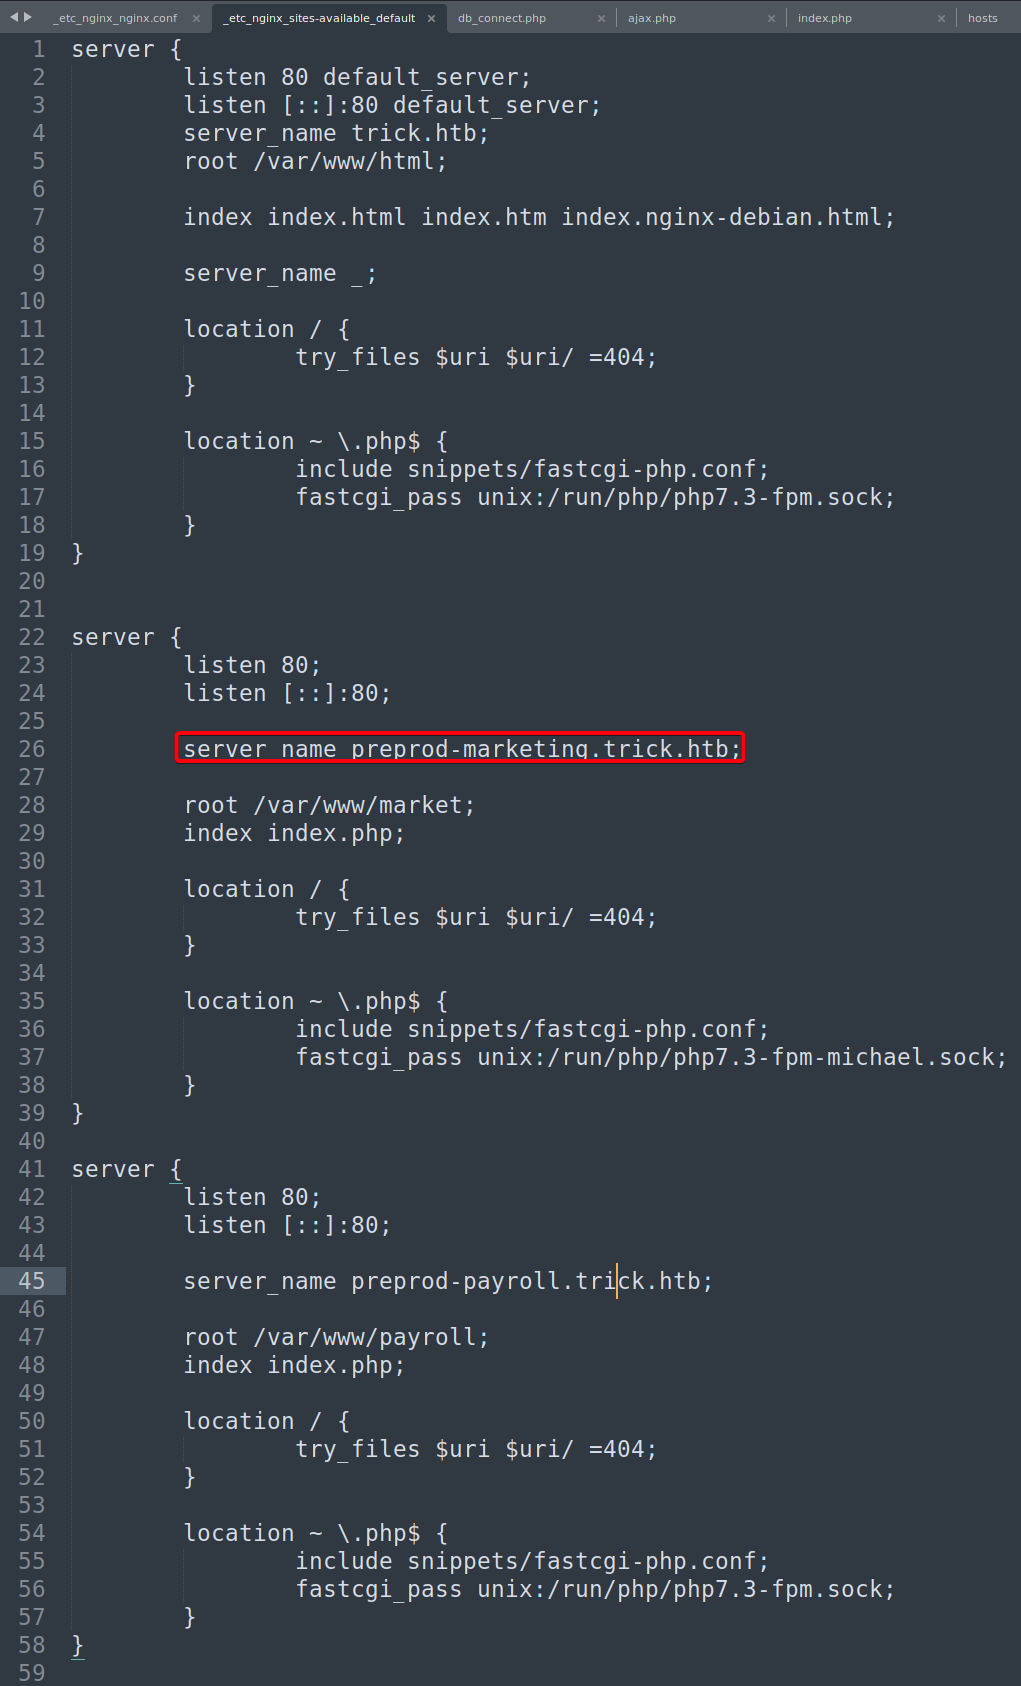 _etc_nginx_nginx.conf × _etc_nginx_sites-available_default × db_connect.php × ajax.php × index.php × hosts
1 server {
2 listen 80 default_server;
3 listen [::]:80 default_server;
4 server_name trick.htb;
5 root /var/www/html;
6
7 index index.html index.htm index.nginx-debian.html;
8
9 server_name _;
10
11 location / {
12 try_files $uri $uri/ =404;
13 }
14
15 location ~ \.php$ {
16 include snippets/fastcgi-php.conf;
17 fastcgi_pass unix:/run/php/php7.3-fpm.sock;
18 }
19 }
20
21
22 server {
23 listen 80;
24 listen [::]:80;
25
26 server_name preprod-marketing.trick.htb;
27
28 root /var/www/market;
29 index index.php;
30
31 location / {
32 try_files $uri $uri/ =404;
33 }
34
35 location ~ \.php$ {
36 include snippets/fastcgi-php.conf;
37 fastcgi_pass unix:/run/php/php7.3-fpm-michael.sock;
38 }
39 }
40
41 server {
42 listen 80;
43 listen [::]:80;
44
45 server_name preprod-payroll.trick.htb;
46
47 root /var/www/payroll;
48 index index.php;
49
50 location / {
51 try_files $uri $uri/ =404;
52 }
53
54 location ~ \.php$ {
55 include snippets/fastcgi-php.conf;
56 fastcgi_pass unix:/run/php/php7.3-fpm.sock;
57 }
58 }
59